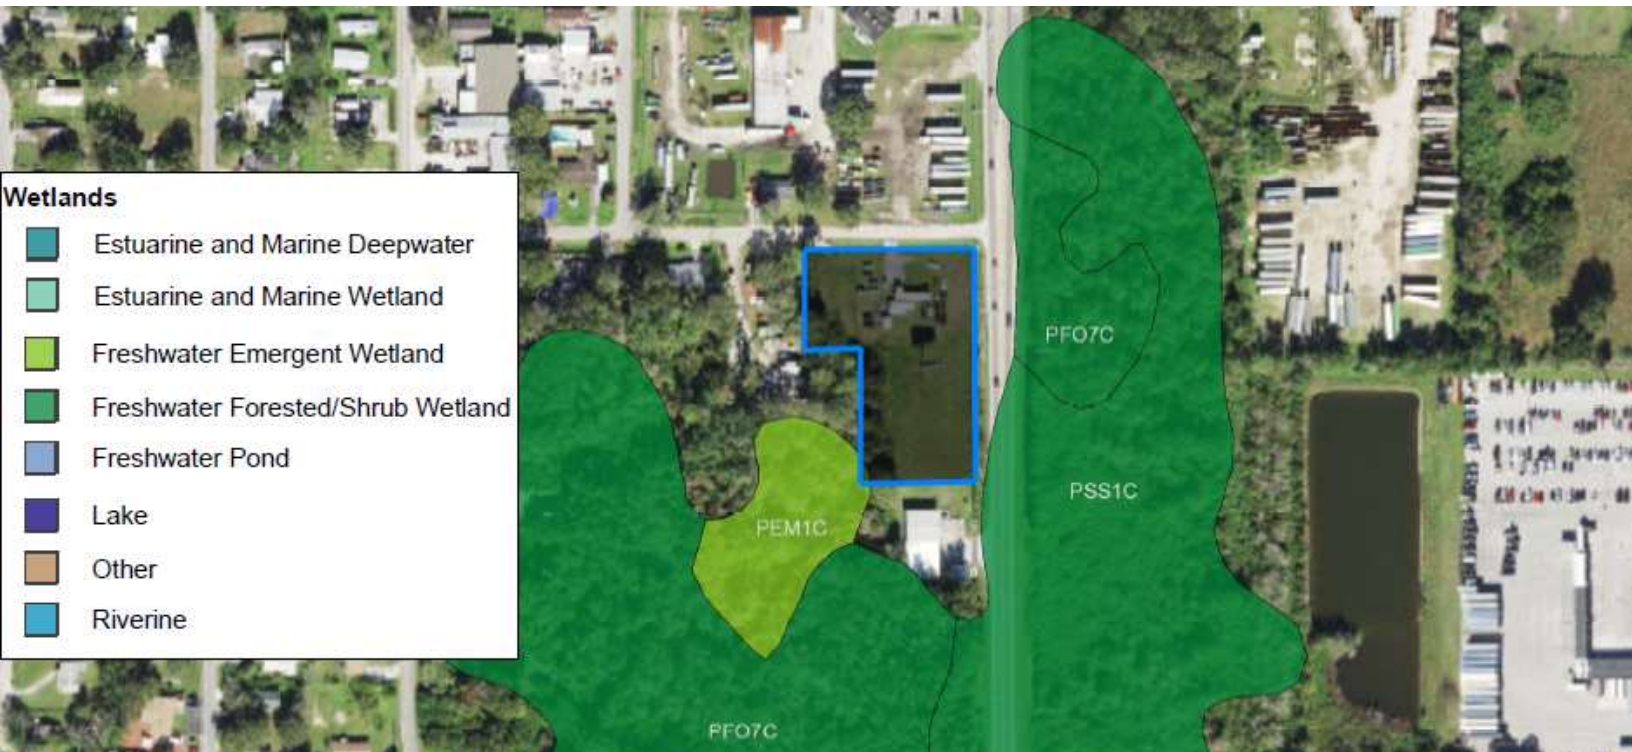 Wetlands
Estuarine and Marine Deepwater
Estuarine and Marine Wetland
Freshwater Emergent Wetland
Freshwater Forested/Shrub Wetland
Freshwater Pond
Lake
Other
Riverine
PFO7C
PSS1C
PEM1C
PFO7C